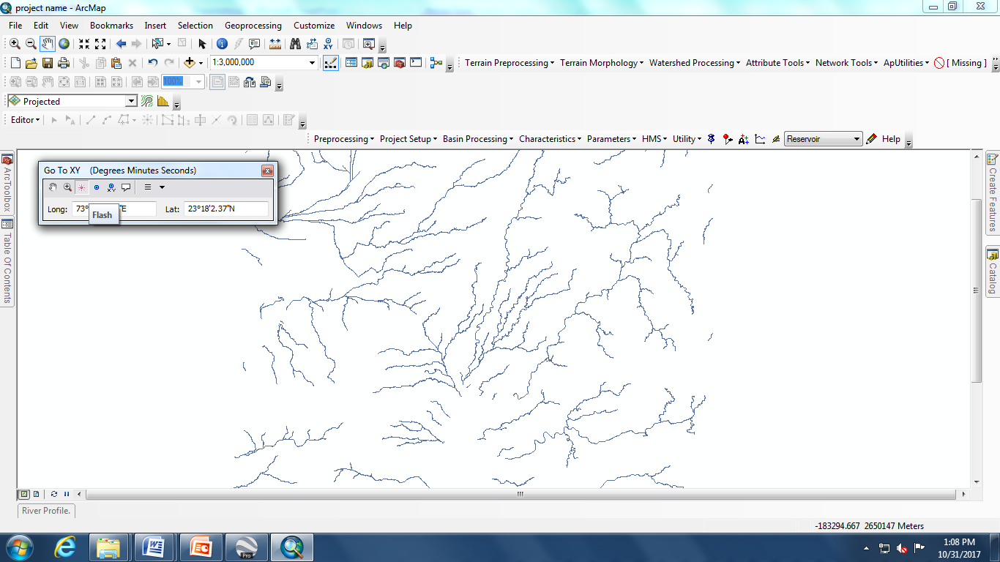 project name - ArcMap
File Edit View Bookmarks Insert Selection Geoprocessing Customize Windows Help
1:3,000,000 Terrain Preprocessing Terrain Morphology Watershed Processing Attribute Tools Network Tools ApUtilities [ Missing ]
100%
Projected
Editor
Preprocessing Project Setup Basin Processing Characteristics Parameters HMS Utility Reservoir Help
ArcToolbox
Table Of Contents
Go To XY (Degrees Minutes Seconds)
Long: 73° "E Lat: 23°18'2.37"N
Flash
Create Features
Catalog
River Profile.
-183294.667 2650147 Meters
Pro
1:08 PM
10/31/2017